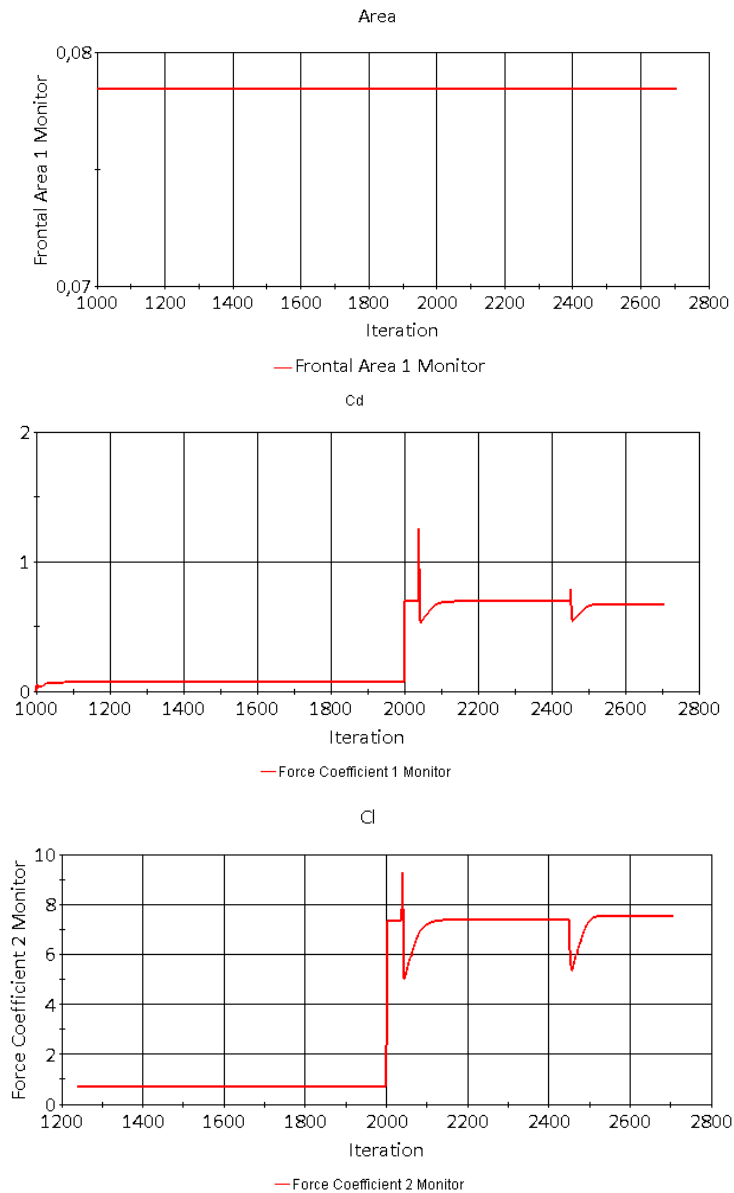 Area
0,08
Frontal Area 1 Monitor
0,07
1000 1200 1400 1600 1800 2000 2200 2400 2600 2800
Iteration
Frontal Area 1 Monitor
Cd
2
1
0
1000 1200 1400 1600 1800 2000 2200 2400 2600 2800
Iteration
Force Coefficient 1 Monitor
Cl
10
8
6
4
2
0
Force Coefficient 2 Monitor
1200 1400 1600 1800 2000 2200 2400 2600 2800
Iteration
Force Coefficient 2 Monitor